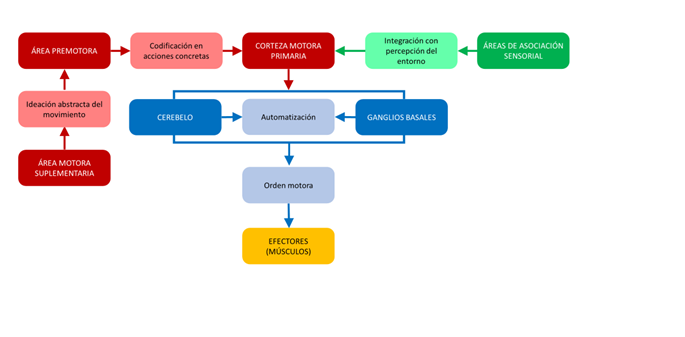 ÁREA PREMOTORA
Codificación en
acciones concretas
CORTEZA MOTORA
PRIMARIA
Integración con
percepción del
entorno
ÁREAS DE ASOCIACIÓN
SENSORIAL
Ideación abstracta del
movimiento
CEREBELO
Automatización
GANGLIOS BASALES
ÁREA MOTORA
SUPLEMENTARIA
Orden motora
EFECTORES
(MÚSCULOS)